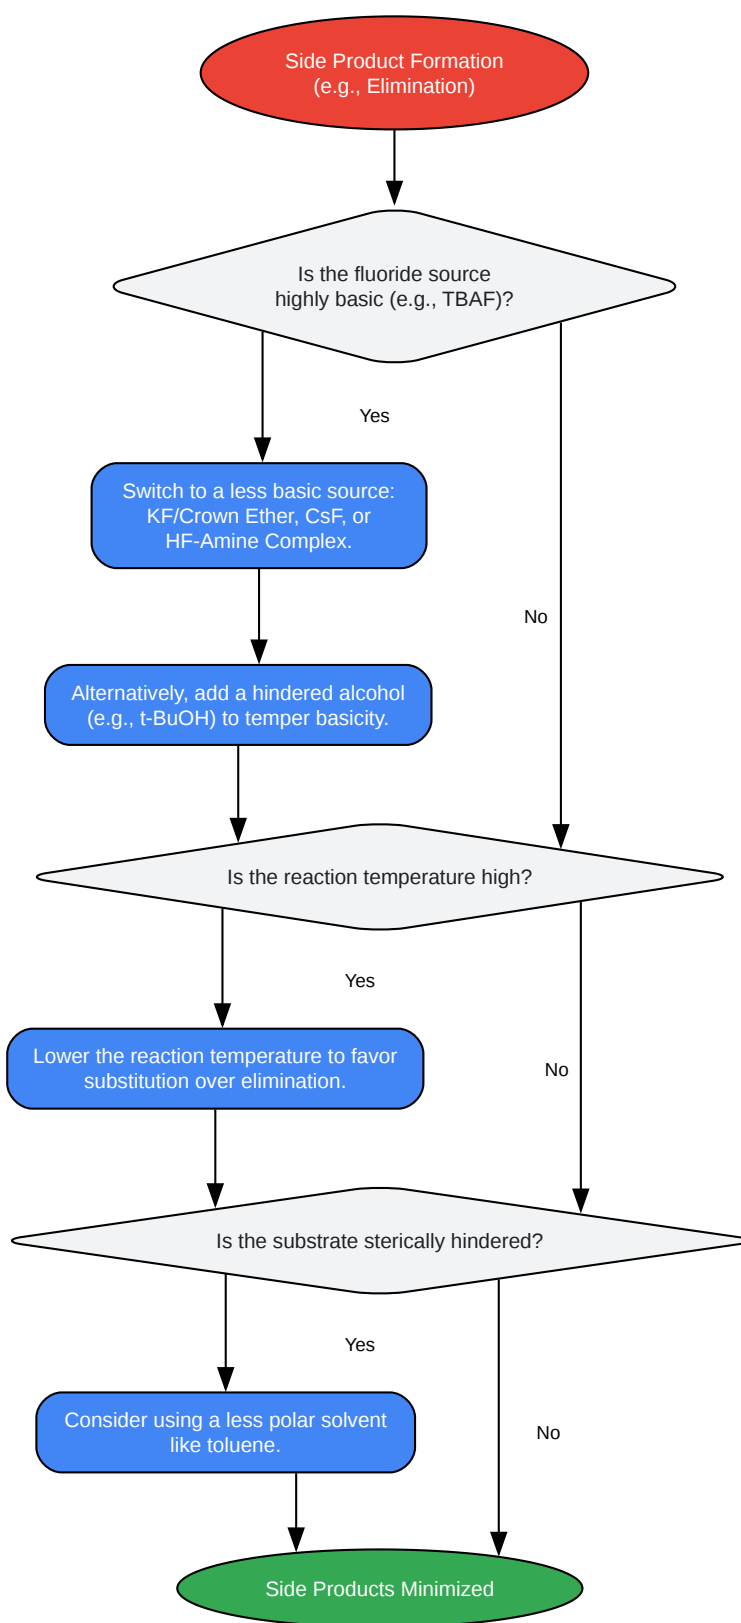 Side Product Formation
(e.g., Elimination)
Is the fluoride source
highly basic (e.g., TBAF)?
Yes
Switch to a less basic source:
KF/Crown Ether, CsF, or
HF-Amine Complex.
No
Alternatively, add a hindered alcohol
(e.g., t-BuOH) to temper basicity.
Is the reaction temperature high?
Yes
Lower the reaction temperature to favor
substitution over elimination.
No
Is the substrate sterically hindered?
Yes
Consider using a less polar solvent
like toluene.
No
Side Products Minimized